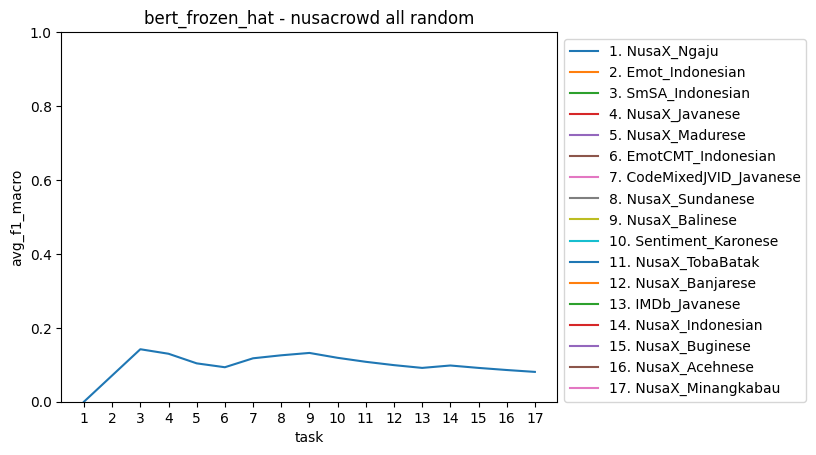 bert_frozen_hat - nusacrowd all random
1.0
0.8
0.6
0.4
0.2
0.0
avg_f1_macro
1 2 3 4 5 6 7 8 9 10 11 12 13 14 15 16 17
task
1. NusaX_Ngaju
2. Emot_Indonesian
3. SmSA_Indonesian
4. NusaX_Javanese
5. NusaX_Madurese
6. EmotCMT_Indonesian
7. CodeMixedJVID_Javanese
8. NusaX_Sundanese
9. NusaX_Balinese
10. Sentiment_Karonese
11. NusaX_TobaBatak
12. NusaX_Banjarese
13. IMDb_Javanese
14. NusaX_Indonesian
15. NusaX_Buginese
16. NusaX_Acehnese
17. NusaX_Minangkabau